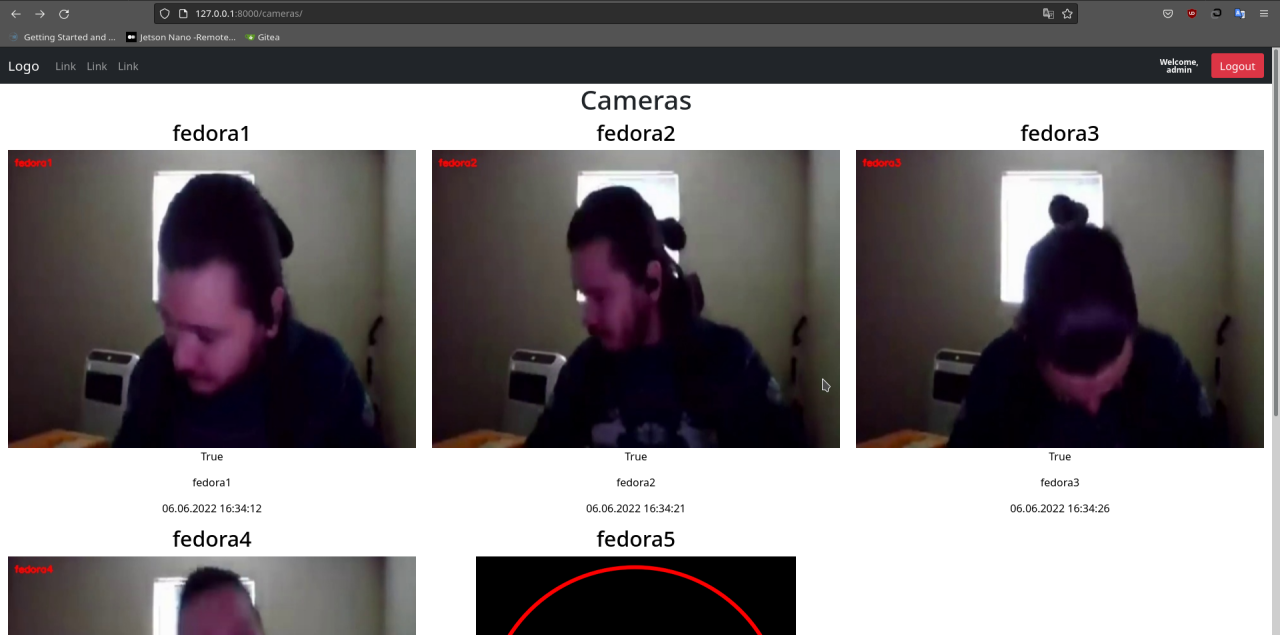 127.0.0.1:8000/cameras/
Getting Started and ...
Jetson Nano -Remote...
Gitea
Logo
Link
Link
Link
Welcome,
admin
Logout
Cameras
fedora1
fedora2
fedora3
fedora1
fedora2
fedora3
True
True
True
fedora1
fedora2
fedora3
06.06.2022 16:34:12
06.06.2022 16:34:21
06.06.2022 16:34:26
fedora4
fedora5
fedora4